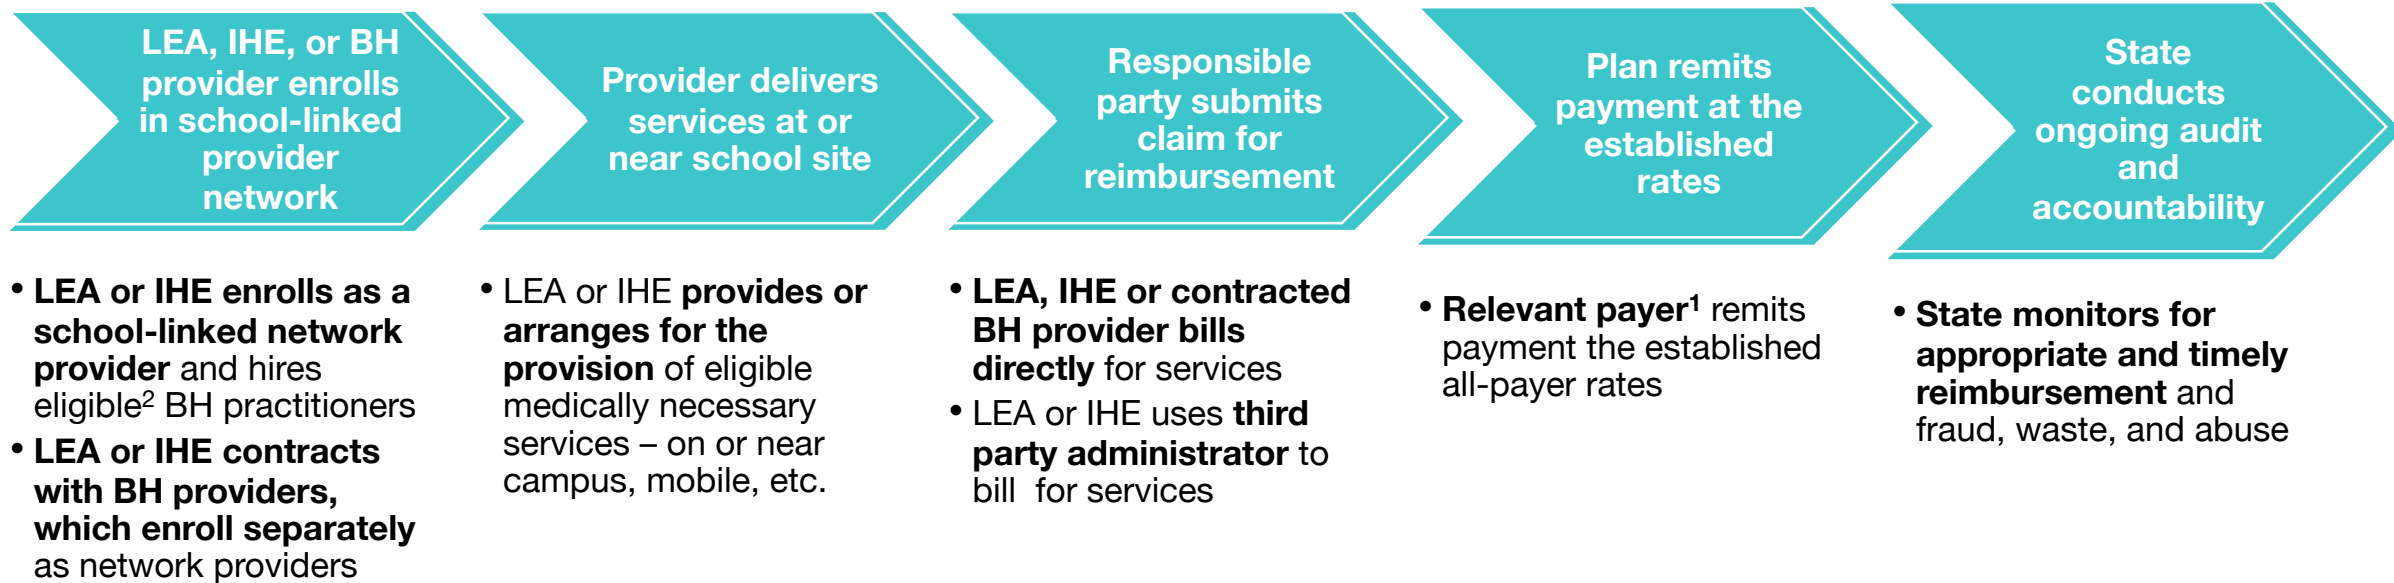 LEA, IHE, or BH
provider enrolls
in school-linked
provider
network
Provider delivers
services at or
near school site
Responsible
party submits
claim for
reimbursement
Plan remits
payment at the
established
rates
State
conducts
ongoing audit
and
accountability
• LEA or IHE enrolls as a
school-linked network
provider and hires
eligible² BH practitioners
• LEA or IHE contracts
with BH providers,
which enroll separately
as network providers
• LEA or IHE provides or
arranges for the
provision of eligible
medically necessary
services – on or near
campus, mobile, etc.
• LEA, IHE or contracted
BH provider bills
directly for services
• LEA or IHE uses third
party administrator to
bill  for services
• Relevant payer¹ remits
payment the established
all-payer rates
• State monitors for
appropriate and timely
reimbursement and
fraud, waste, and abuse